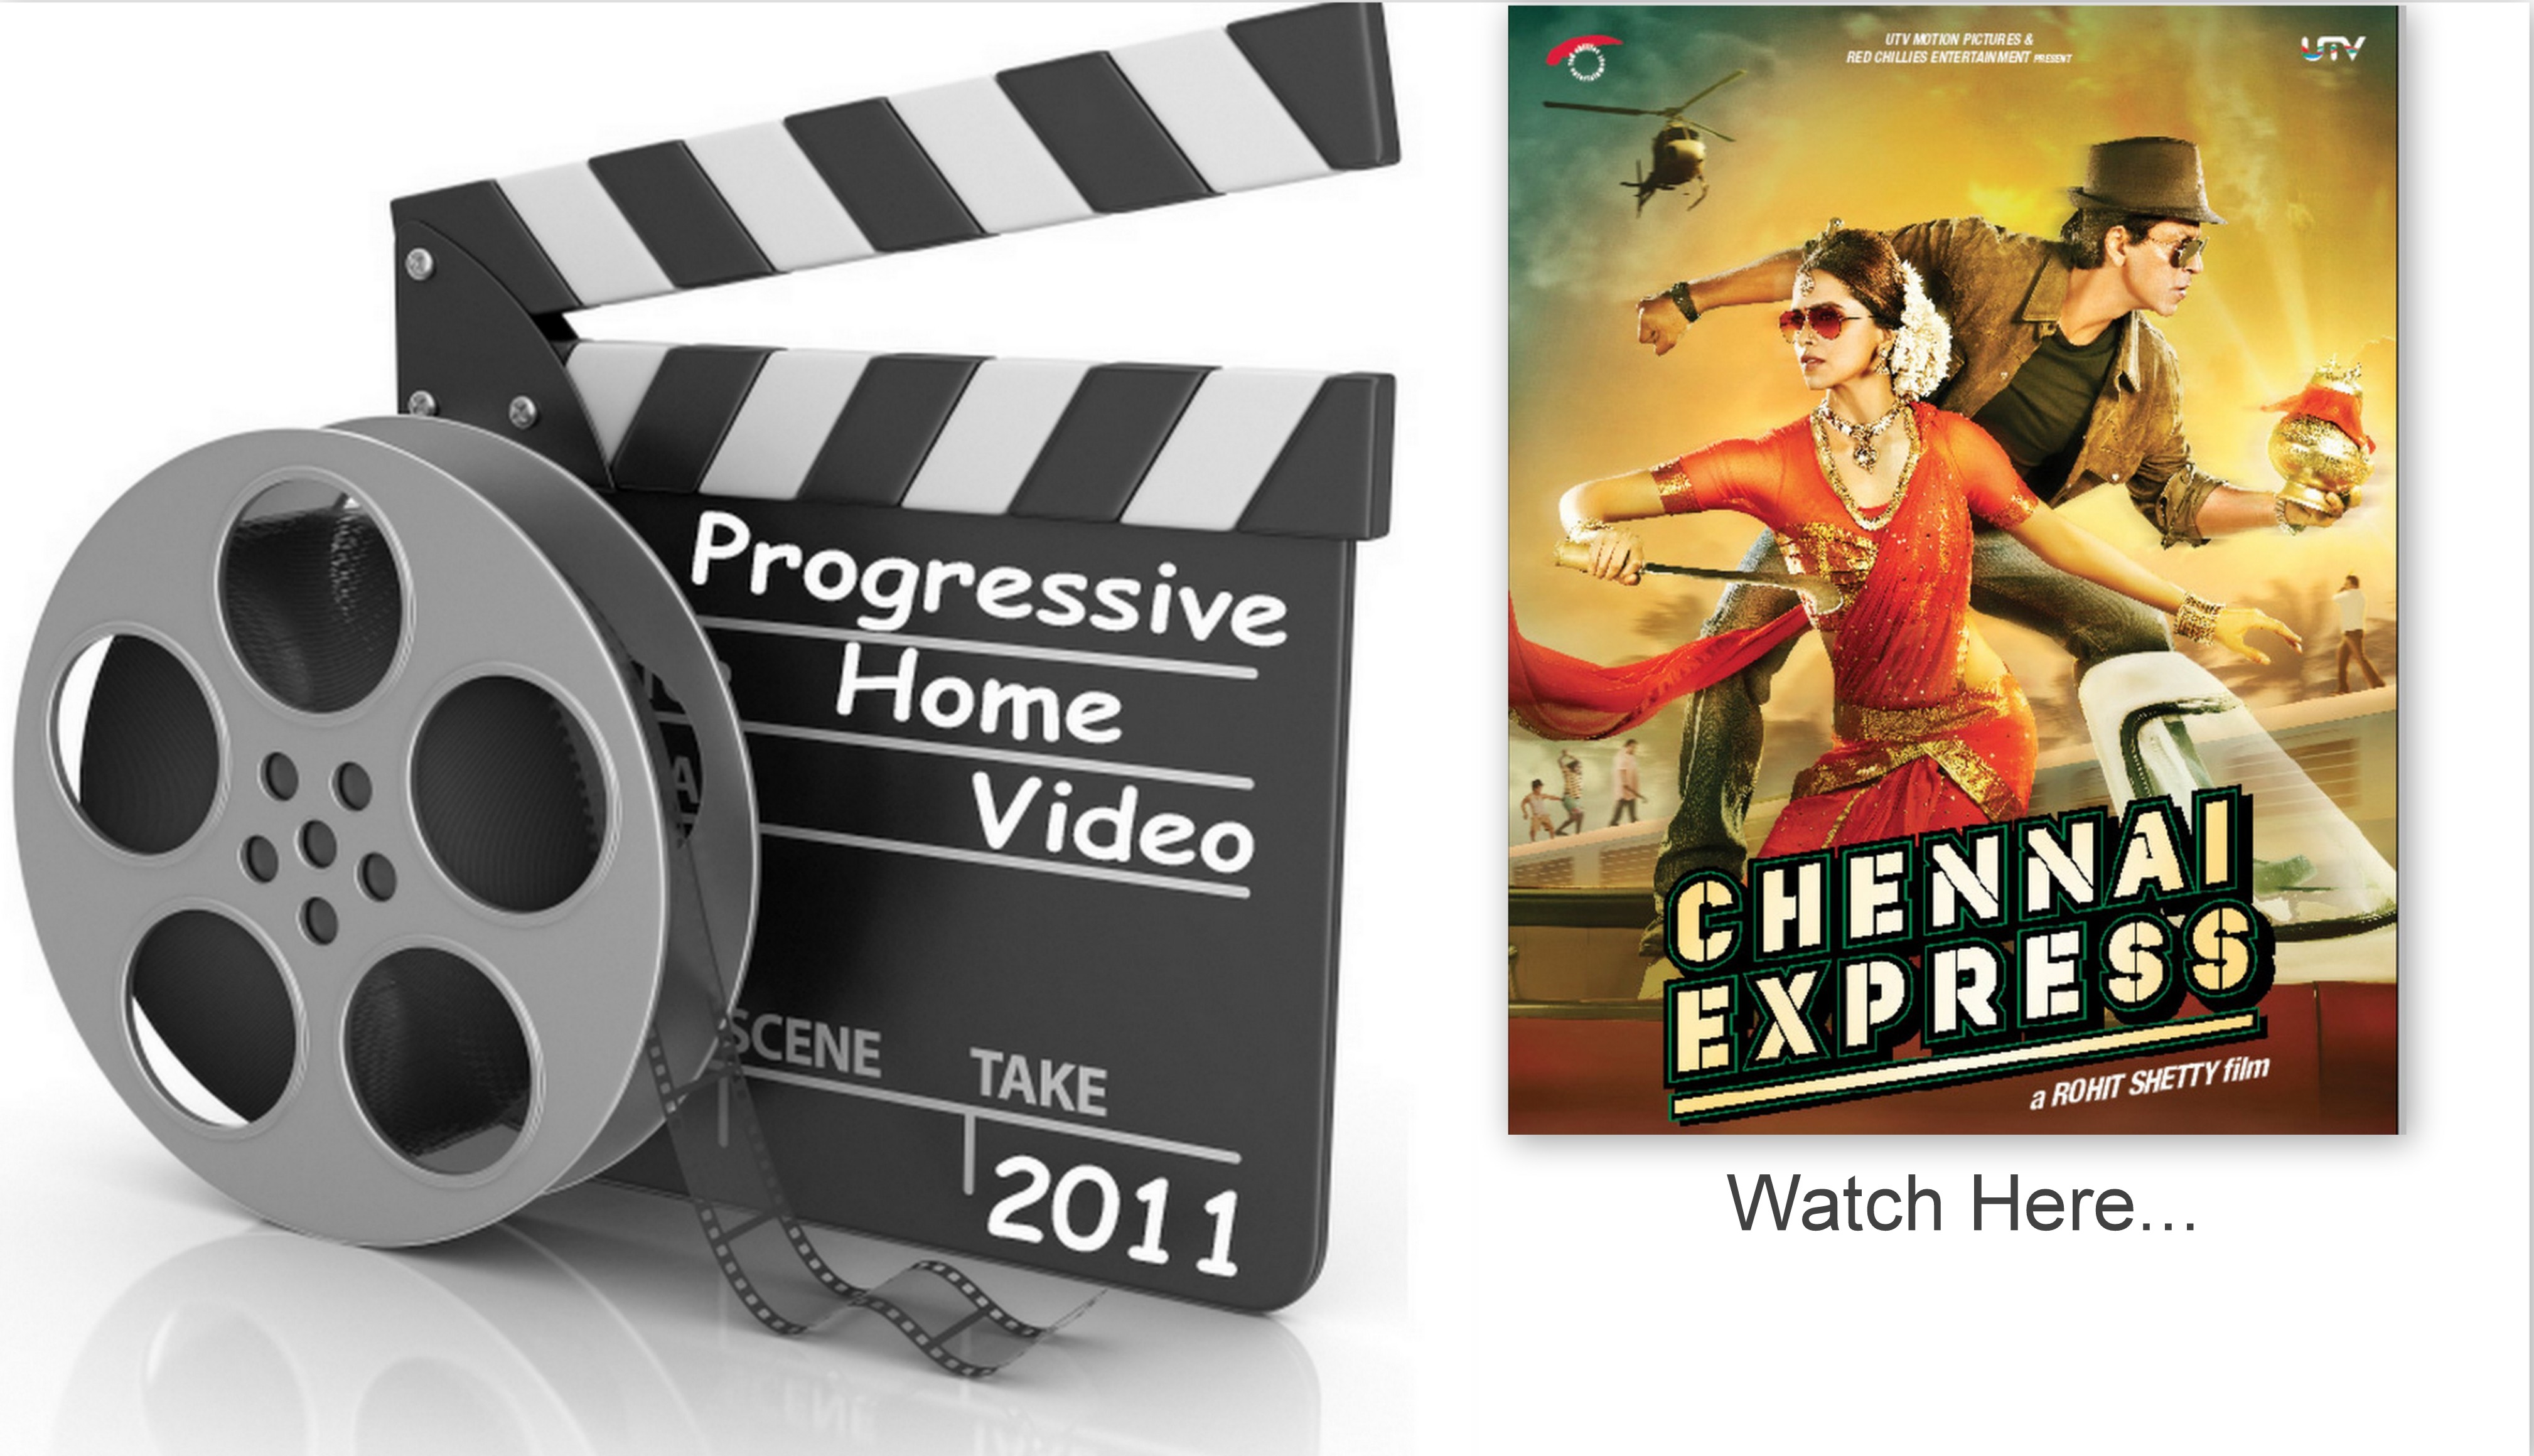 Progressive
Home
Video
SCENE TAKE
2011
UTV MOTION PICTURES &
RED CHILLIES ENTERTAINMENT PRESENT
UTV
CHENNAI
EXPRESS
a ROHIT SHETTY film
Watch Here...